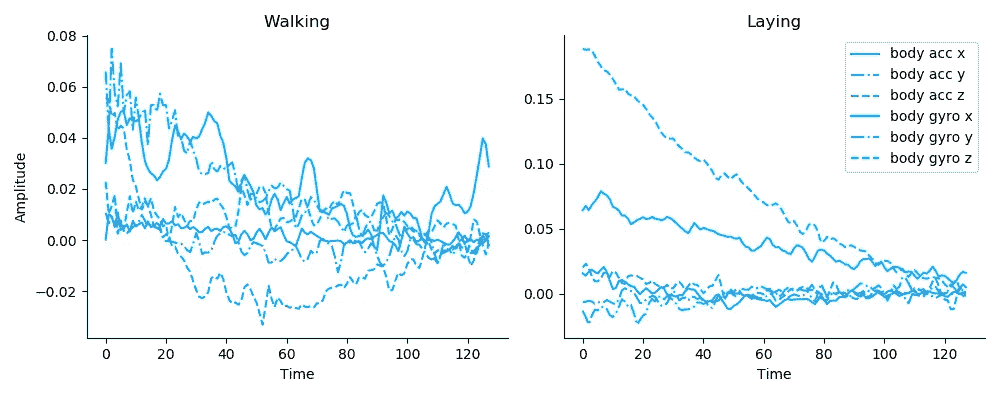 Walking
Amplitude
0.08
0.06
0.04
0.02
0.00
−0.02
0 20 40 60 80 100 120
Time
Laying
0.15
0.10
0.05
0.00
0 20 40 60 80 100 120
Time
body acc x
body acc y
body acc z
body gyro x
body gyro y
body gyro z